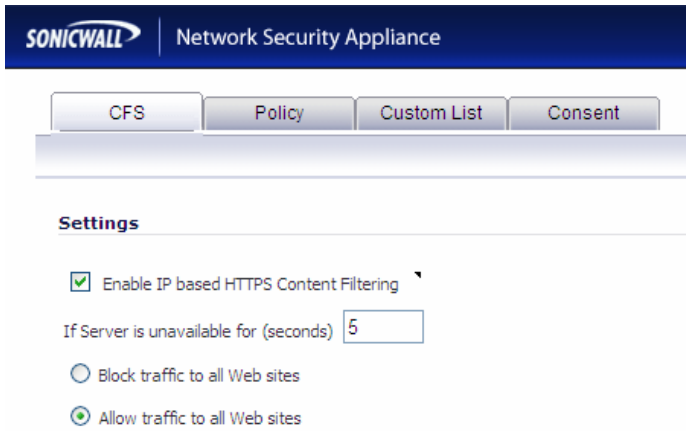 SONICWALL Network Security Appliance
CFS Policy Custom List Consent
Settings
Enable IP based HTTPS Content Filtering
If Server is unavailable for (seconds) 5
Block traffic to all Web sites
Allow traffic to all Web sites